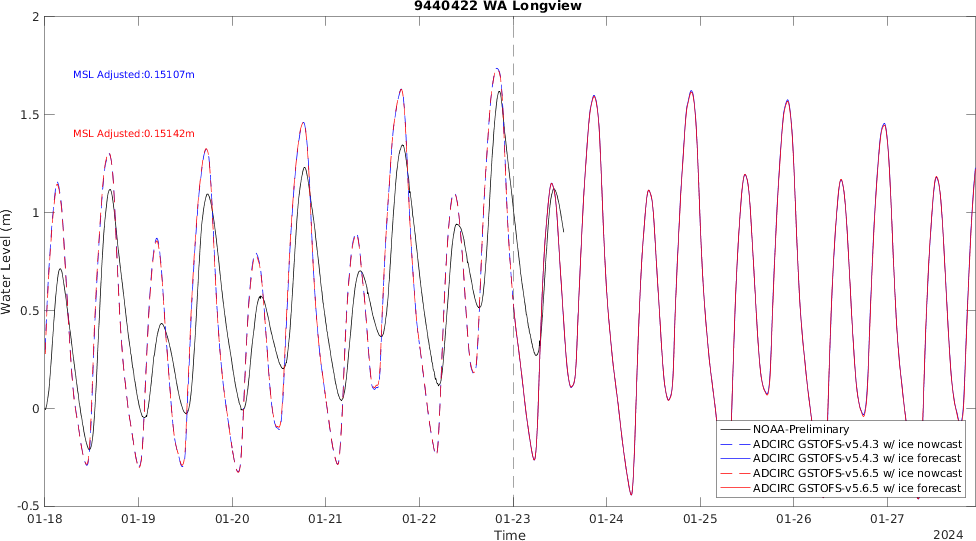 9440422 WA Longview
2
1.5
1
0.5
0
-0.5
Water Level (m)
MSL Adjusted:0.15107m
MSL Adjusted:0.15142m
NOAA-Preliminary
ADCIRC GSTOFS-v5.4.3 w/ ice nowcast
ADCIRC GSTOFS-v5.4.3 w/ ice forecast
ADCIRC GSTOFS-v5.6.5 w/ ice nowcast
ADCIRC GSTOFS-v5.6.5 w/ ice forecast
01-18 01-19 01-20 01-21 01-22 01-23 01-24 01-25 01-26 01-27
Time
2024